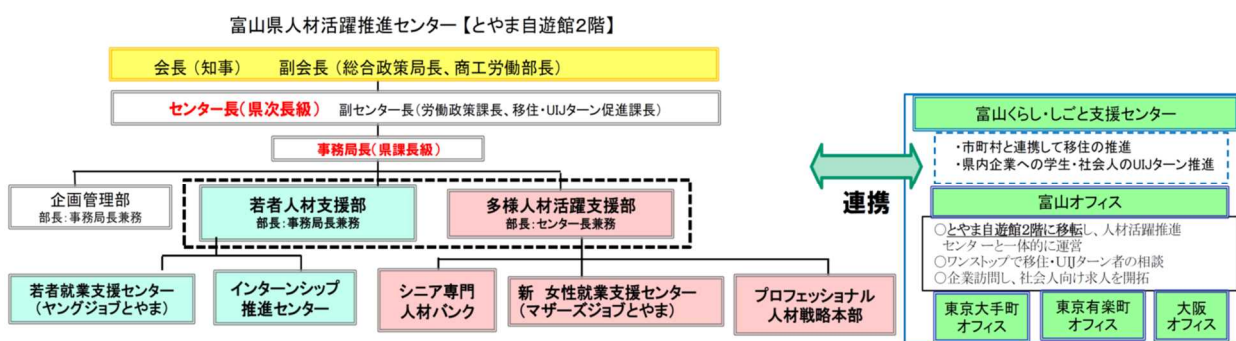 富山県人材活躍推進センター【とやま自遊館2階】
会長（知事）　副会長（総合政策局長、商工労働部長）
センター長（県次長級）　副センター長（労働政策課長、移住・UIJターン促進課長）
事務局長（県課長級）
企画管理部
部長：事務局長兼務
若者人材支援部
部長：事務局長兼務
多様人材活躍支援部
部長：センター長兼務
若者就業支援センター
（ヤングジョブとやま）
インターンシップ
推進センター
シニア専門
人材バンク
新 女性就業支援センター
（マザーズジョブとやま）
プロフェッショナル
人材戦略本部
連携
富山くらし・しごと支援センター
・市町村と連携して移住の推進
・県内企業への学生・社会人のUIJターン推進
富山オフィス
○とやま自遊館2階に移転し、人材活躍推進
センターと一体的に運営
○ワンストップで移住・UIJターン者の相談
○企業訪問し、社会人向け求人を開拓
東京大手町
オフィス
東京有楽町
オフィス
大阪
オフィス